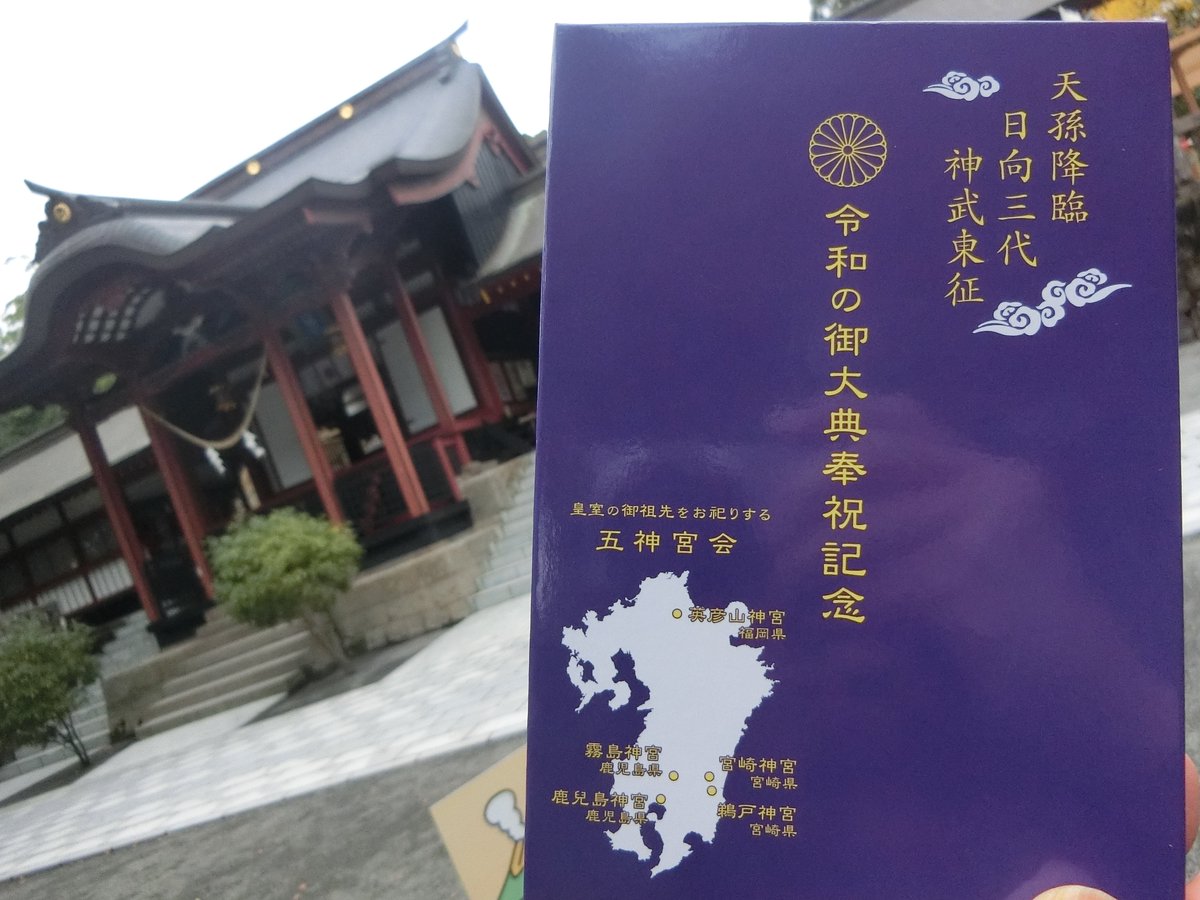 天孫降臨
日向三代
神武東征
令和の御大典奉祝記念
皇室の御祖先をお祀りする
五神宮会
英彦山神宮
福岡県
霧島神宮
鹿児島県
宮崎神宮
宮崎県
鹿兒島神宮
鹿児島県
鵜戸神宮
宮崎県